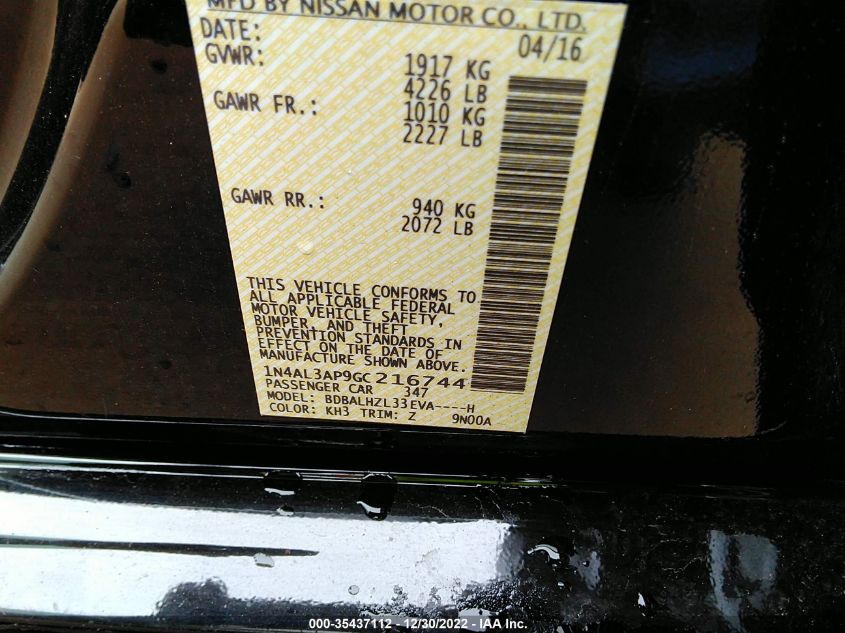 MFD BY NISSAN MOTOR CO., LTD.
DATE: 04/16
GVWR: 1917 KG
4226 LB
GAWR FR.: 1010 KG
2227 LB
GAWR RR.: 940 KG
2072 LB
THIS VEHICLE CONFORMS TO
ALL APPLICABLE FEDERAL
MOTOR VEHICLE SAFETY,
BUMPER, AND THEFT
PREVENTION STANDARDS IN
EFFECT ON THE DATE OF
MANUFACTURE SHOWN ABOVE.
1N4AL3AP9GC216744
PASSENGER CAR 347
MODEL: BDBALHZL33EVA----H
COLOR: KH3 TRIM: Z 9N00A
000-35437112 - 12/30/2022 - IAA Inc.